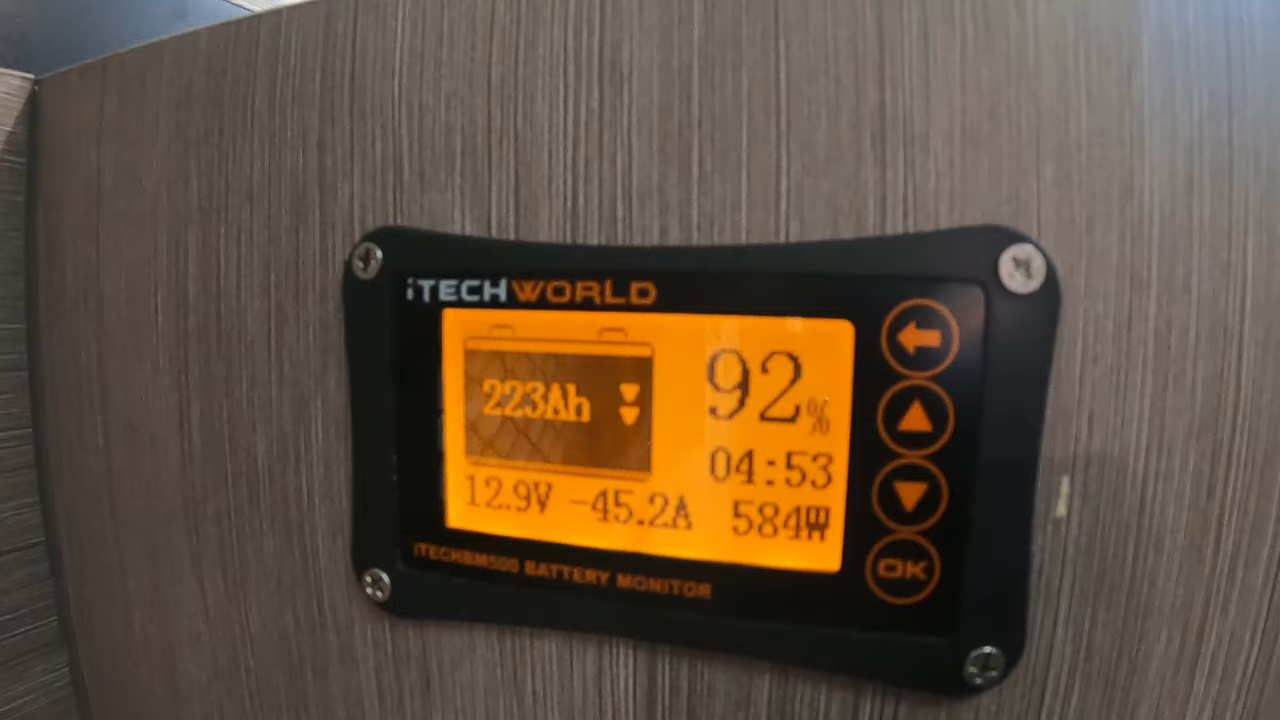 iTECHWORLD
223Ah
92%
04:53
12.9V -45.2A 584W
iTECHBM500 BATTERY MONITOR
OK